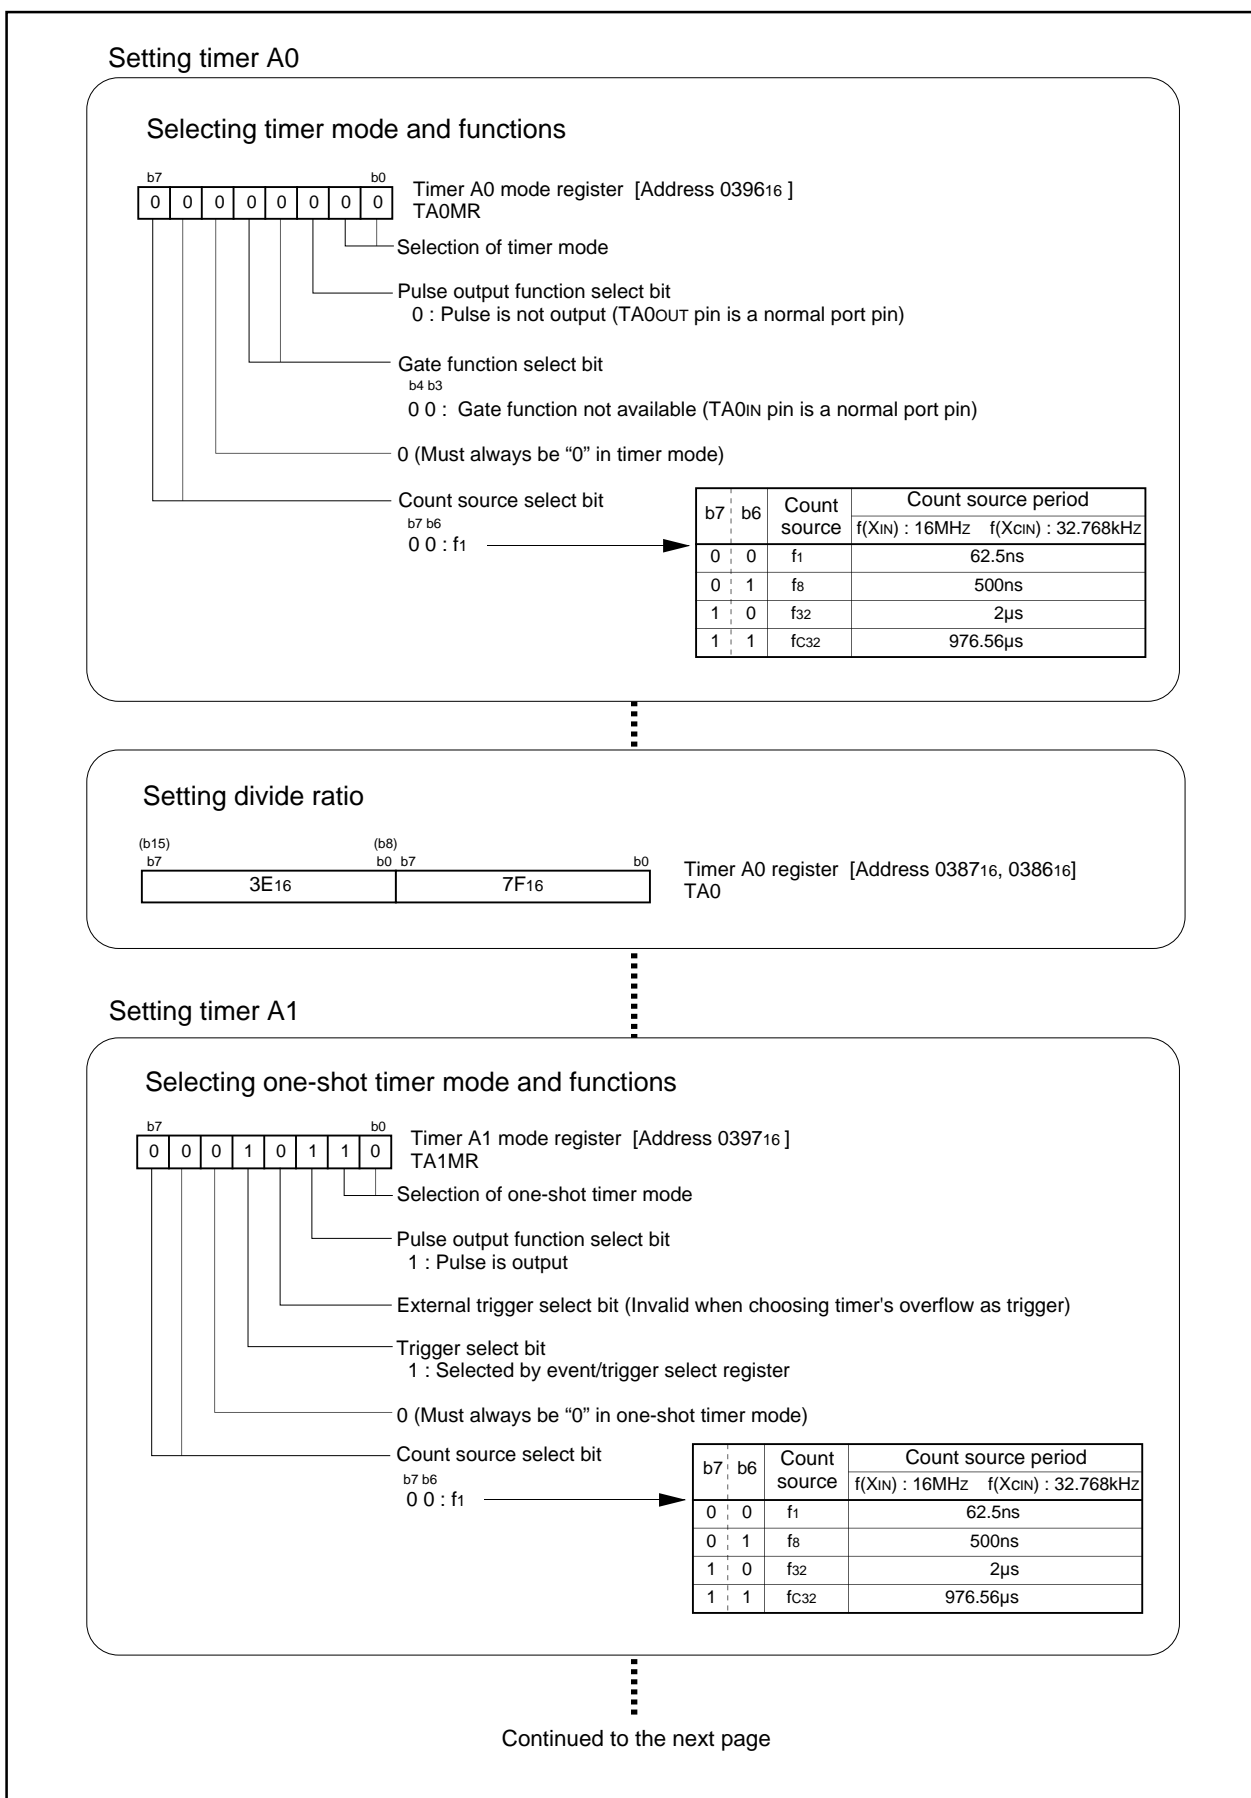 Setting timer A0
Selecting timer mode and functions
b7 b0
0 0 0 0 0 0 0 0
Timer A0 mode register [Address 039616 ]
TA0MR
Selection of timer mode
Pulse output function select bit
0 : Pulse is not output (TA0OUT pin is a normal port pin)
Gate function select bit
b4 b3
0 0 : Gate function not available (TA0IN pin is a normal port pin)
0 (Must always be “0” in timer mode)
Count source select bit
b7 b6
0 0 : f1
b7 b6 Count source Count source period
f(XIN) : 16MHz f(XCIN) : 32.768kHz
0 0 f1 62.5ns
0 1 f8 500ns
1 0 f32 2µs
1 1 fC32 976.56µs
Setting divide ratio
(b15) (b8)
b7 b0 b7 b0
3E16 7F16
Timer A0 register [Address 038716, 038616]
TA0
Setting timer A1
Selecting one-shot timer mode and functions
b7 b0
0 0 0 1 0 1 1 0
Timer A1 mode register [Address 039716 ]
TA1MR
Selection of one-shot timer mode
Pulse output function select bit
1 : Pulse is output
External trigger select bit (Invalid when choosing timer's overflow as trigger)
Trigger select bit
1 : Selected by event/trigger select register
0 (Must always be “0” in one-shot timer mode)
Count source select bit
b7 b6
0 0 : f1
b7 b6 Count source Count source period
f(XIN) : 16MHz f(XCIN) : 32.768kHz
0 0 f1 62.5ns
0 1 f8 500ns
1 0 f32 2µs
1 1 fC32 976.56µs
Continued to the next page